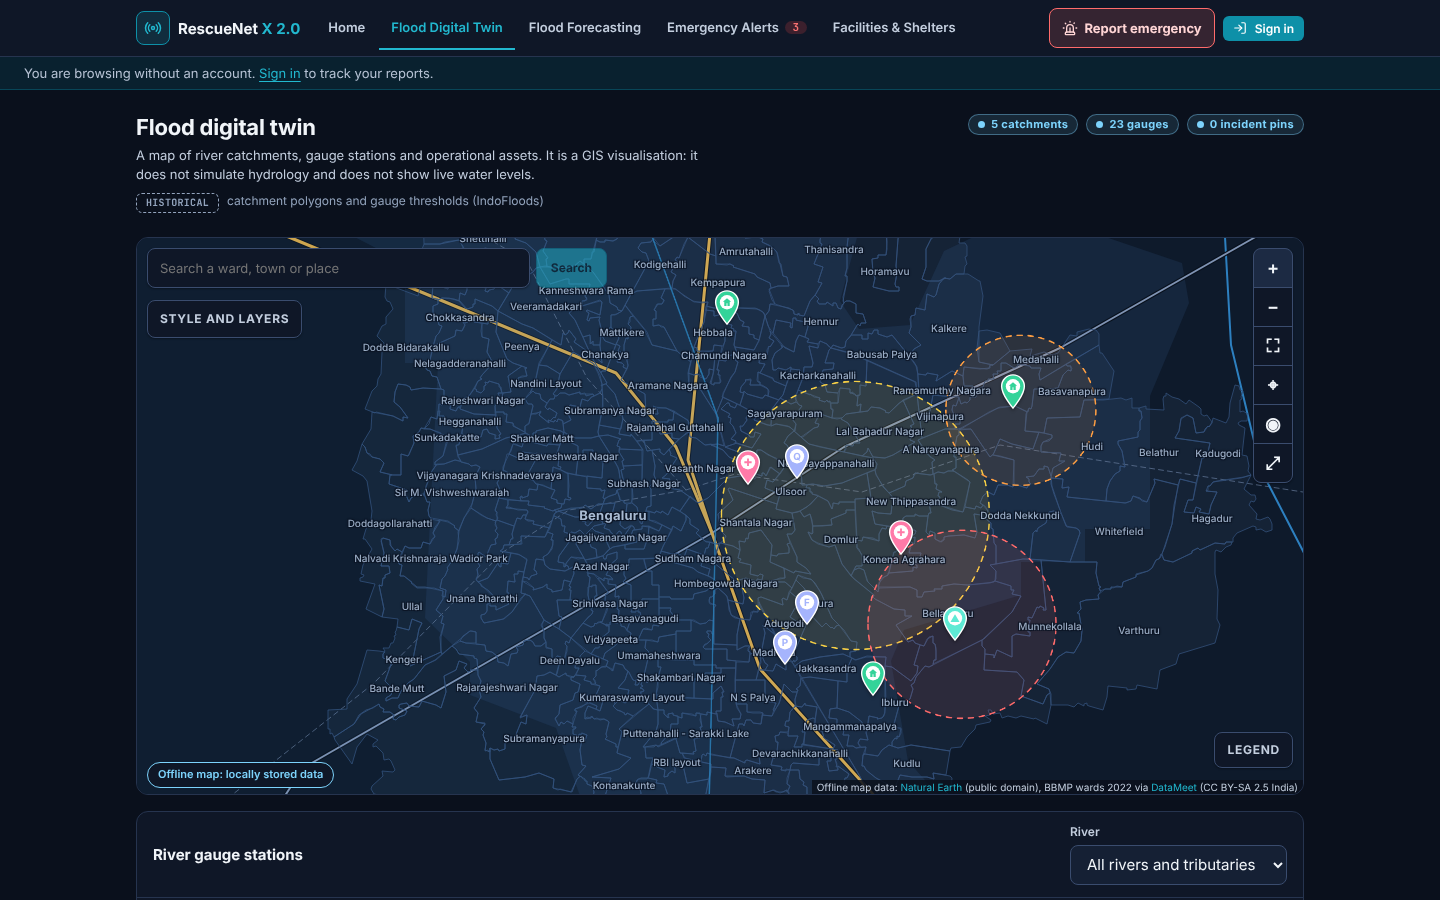 RescueNet X 2.0
Home
Flood Digital Twin
Flood Forecasting
Emergency Alerts 3
Facilities & Shelters
Report emergency
Sign in
You are browsing without an account. Sign in to track your reports.
Flood digital twin
5 catchments
23 gauges
0 incident pins
A map of river catchments, gauge stations and operational assets. It is a GIS visualisation: it
does not simulate hydrology and does not show live water levels.
HISTORICAL catchment polygons and gauge thresholds (IndoFloods)
Search a ward, town or place
Search
STYLE AND LAYERS
Amrutahalli
Thanisandra
Kodigehalli
Horamavu
Kempapura
Kanneshwara Rama
Veeramadakari
Chokkasandra
Hennur
Kalkere
Mattikere
Hebbala
Dodda Bidarakallu
Peenya
Chanakya
Chamundi Nagara
Babusab Palya
Medahalli
Nelagadderanahalli
Kacharkanahalli
Nandini Layout
Aramane Nagara
Ramamurthy Nagara
Basavanapura
Rajeshwari Nagar
Subramanya Nagar
Sagayarapuram
Vijinapura
Hegganahalli
Rajamahal Guttahalli
Lal Bahadur Nagar
Sunkadakatte
Shankar Matt
A Narayanapura
Hudi
Belathur
Kadugodi
Basaveshwara Nagar
Vasanth Nagar
Vijayanagara Krishnadevaraya
Subhash Nagar
Sir M. Vishweshwaraiah
Ulsoor
New Thippasandra
Bengaluru
Dodda Nekkundi
Hagadur
Doddagollarahatti
Shantala Nagar
Whitefield
Jagajivanaram Nagar
Domlur
Nalvadi Krishnaraja Wadior Park
Sudham Nagara
Konena Agrahara
Azad Nagar
Hombegowda Nagara
Jnana Bharathi
Ullal
Srinivasa Nagar
F
Basavanagudi
Adugodi
Munnekollala
Varthuru
Vidyapeeta
P
Kengeri
Deen Dayalu
Umamaheshwara
Jakkasandra
Shakambari Nagar
Bande Mutt
Rajarajeshwari Nagar
Kumaraswamy Layout
N S Palya
Ibluru
Mangammanapalya
Subramanyapura
Puttenahalli - Sarakki Lake
Devarachikkanahalli
RBI layout
Arakere
Kudlu
Konanakunte
LEGEND
Offline map: locally stored data
Offline map data: Natural Earth (public domain), BBMP wards 2022 via DataMeet (CC BY-SA 2.5 India)
River gauge stations
River
All rivers and tributaries